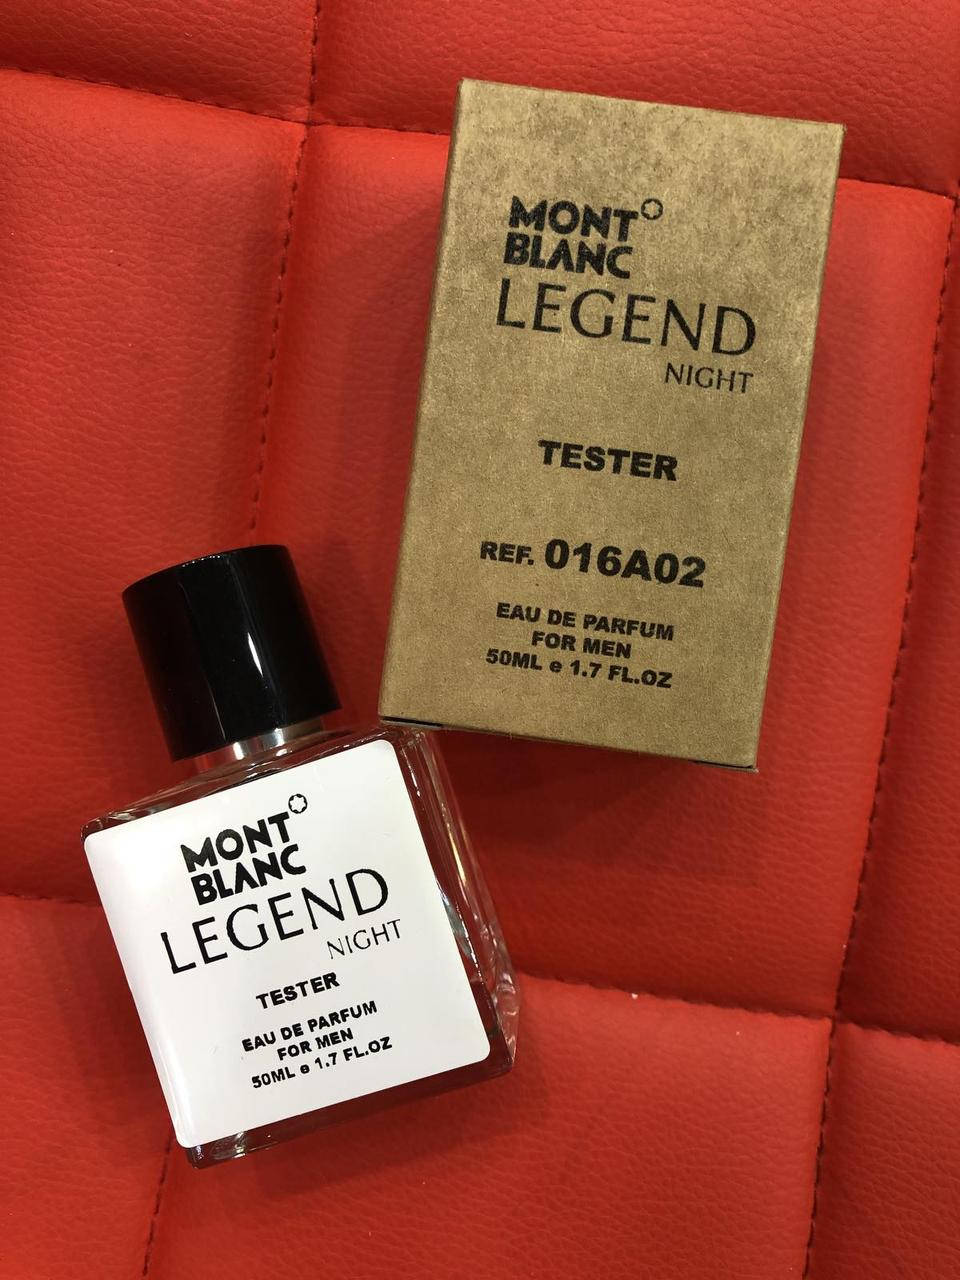 MONT
BLANC
LEGEND
NIGHT
TESTER
REF. 016A02
EAU DE PARFUM
FOR MEN
50ML e 1.7 FL.OZ
MONT
BLANC
LEGEND
NIGHT
TESTER
EAU DE PARFUM
FOR MEN
50ML e 1.7 FL.OZ